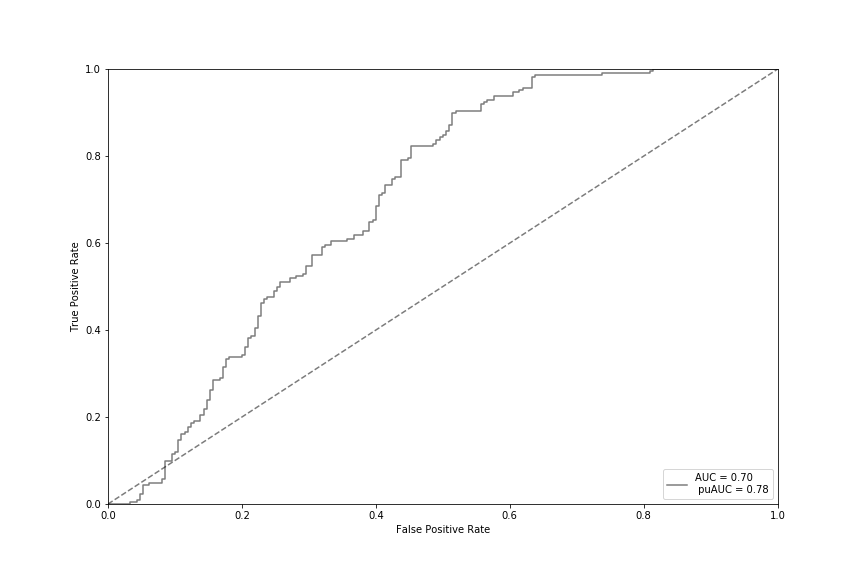 1.0
0.8
0.6
0.4
0.2
0.0
True Positive Rate
0.0 0.2 0.4 0.6 0.8 1.0
False Positive Rate
AUC = 0.70
puAUC = 0.78